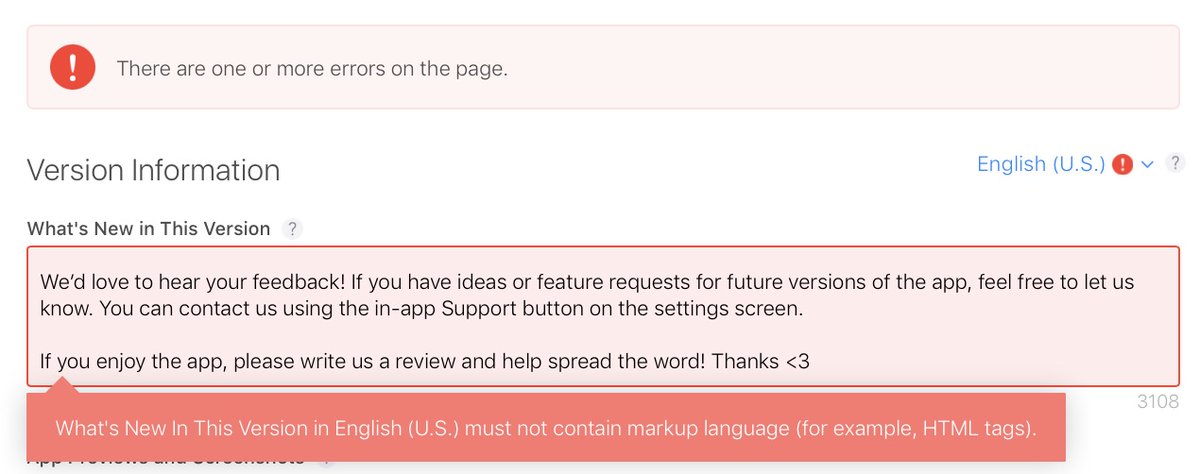 There are one or more errors on the page.
Version Information
English (U.S.) ?
What's New in This Version ?
We’d love to hear your feedback! If you have ideas or feature requests for future versions of the app, feel free to let us
know. You can contact us using the in-app Support button on the settings screen.
If you enjoy the app, please write us a review and help spread the word! Thanks <3
3108
What's New In This Version in English (U.S.) must not contain markup language (for example, HTML tags).
App Previews and Screenshots ?